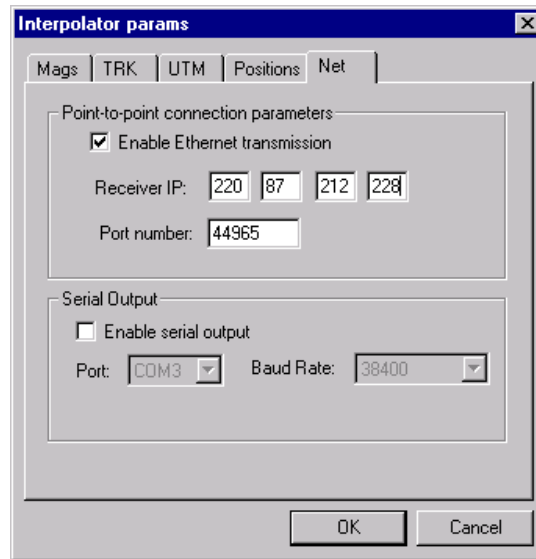 Interpolator params
Mags TRK UTM Positions Net
Point-to-point connection parameters
Enable Ethernet transmission
Receiver IP: 220 87 212 228
Port number: 44965
Serial Output
Enable serial output
Port: COM3 Baud Rate: 38400
OK Cancel